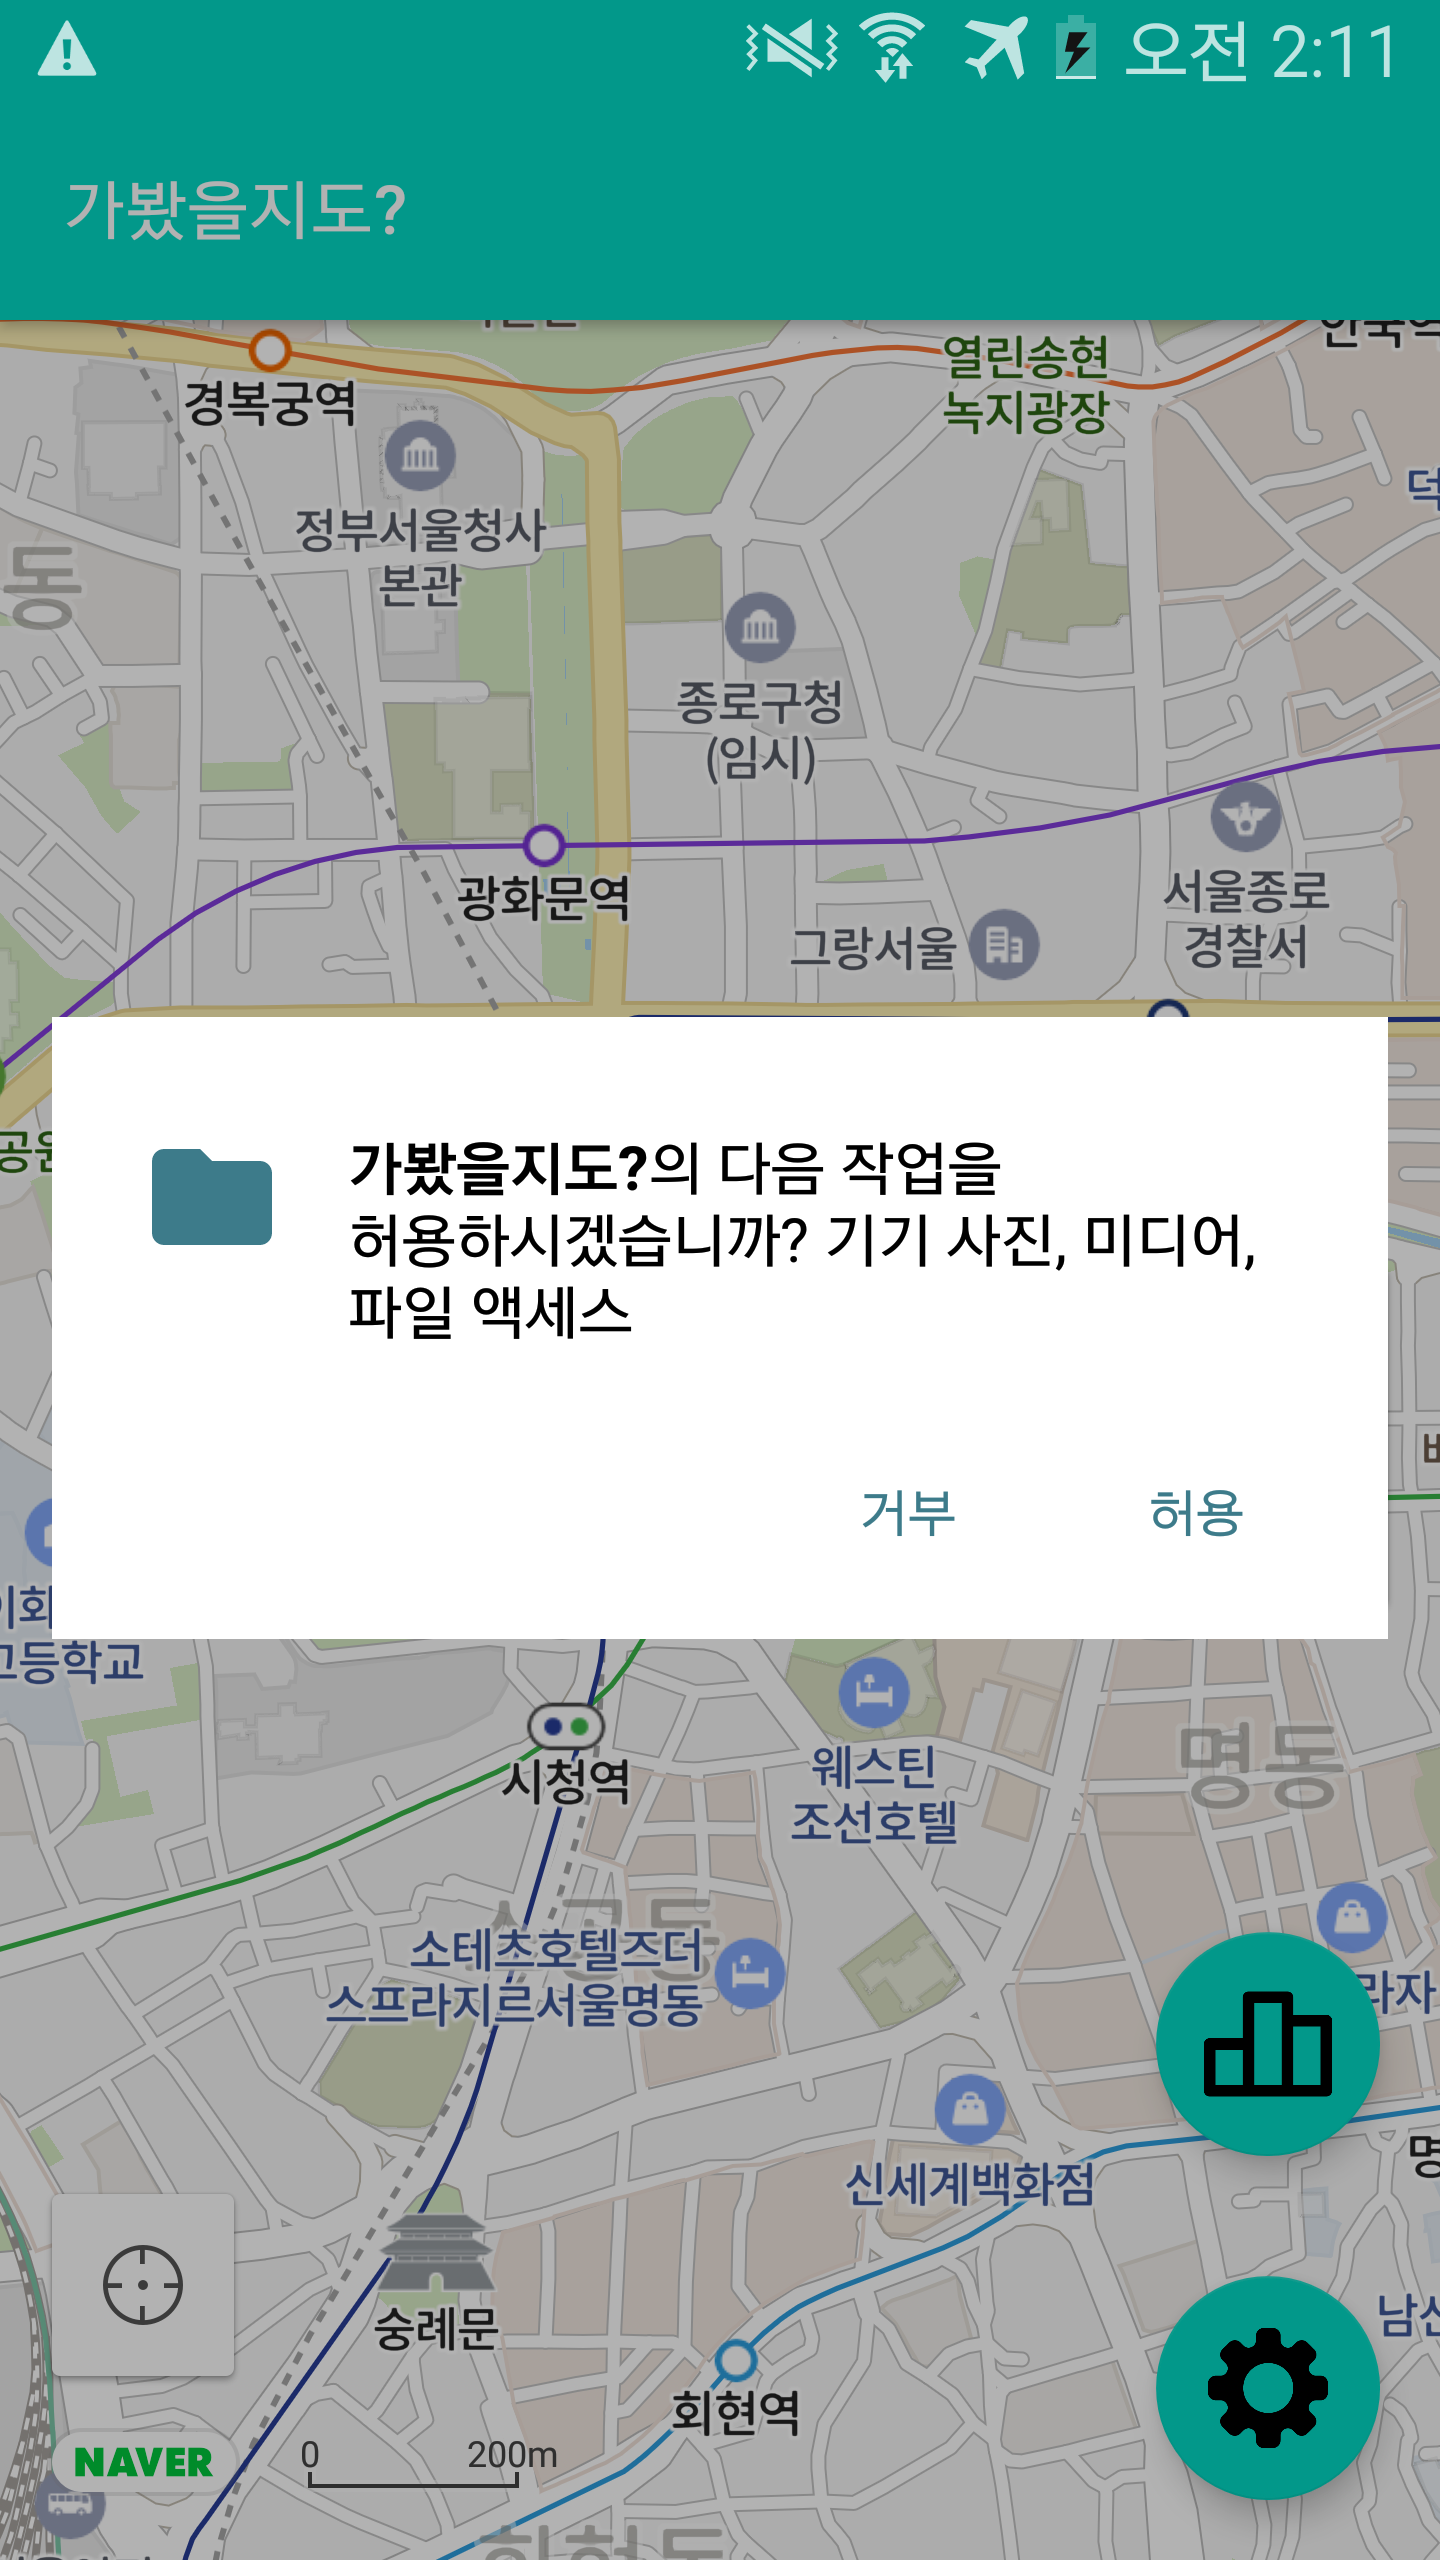 오전 2:11
가봤을지도?
경복궁역
열린송현
녹지광장
정부서울청사
본관
동
종로구청
(임시)
광화문역
그랑서울
서울종로
경찰서
가봤을지도?의 다음 작업을
허용하시겠습니까? 기기 사진, 미디어,
파일 액세스
거부
허용
고등학교
시청역
웨스틴
조선호텔
명동
소테츠호텔즈더
스프라지르서울명동
신세계백화점
숭례문
회현역
NAVER
0
200m